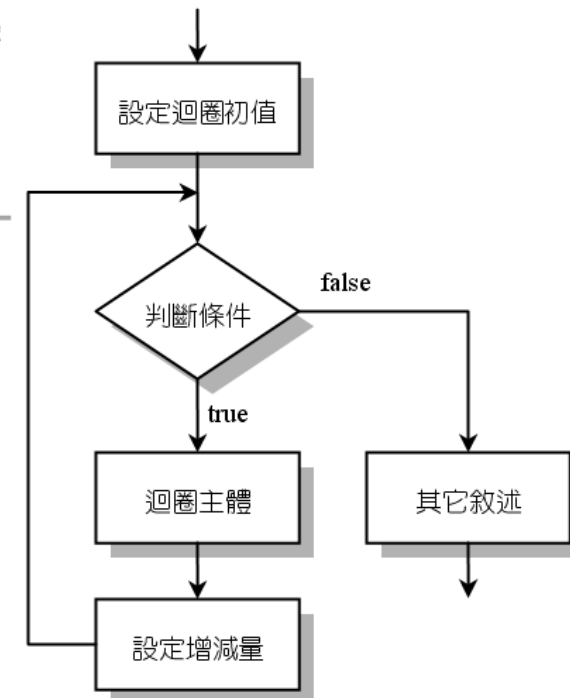 設定迴圈初值
判斷條件
false
true
迴圈主體
其它敘述
設定增減量